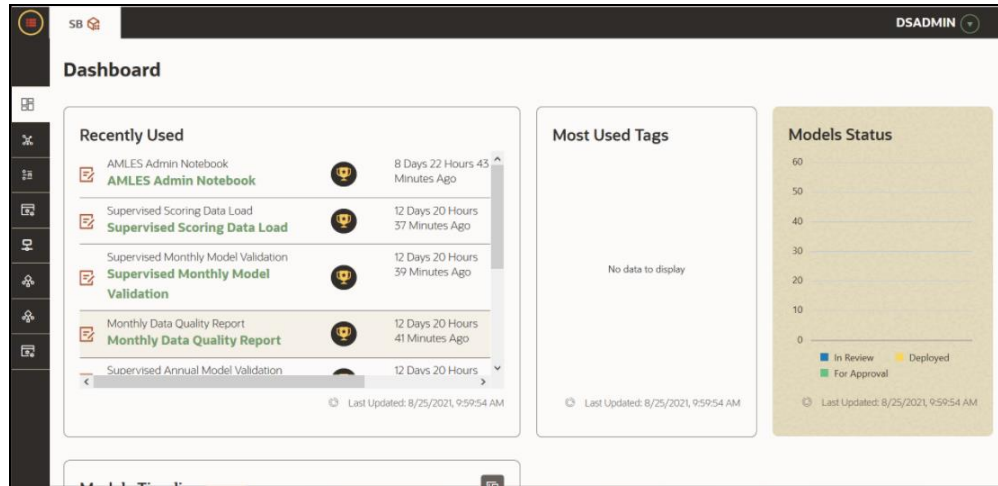 SB
DSADMIN
Dashboard
Recently Used
AMLES Admin Notebook
AMLES Admin Notebook
8 Days 22 Hours 43
Minutes Ago
Supervised Scoring Data Load
Supervised Scoring Data Load
12 Days 20 Hours
37 Minutes Ago
Supervised Monthly Model Validation
Supervised Monthly Model
Validation
12 Days 20 Hours
39 Minutes Ago
Monthly Data Quality Report
Monthly Data Quality Report
12 Days 20 Hours
41 Minutes Ago
Supervised Annual Model Validation
12 Days 20 Hours
Last Updated: 8/25/2021, 9:59:54 AM
Most Used Tags
No data to display
Last Updated: 8/25/2021, 9:59:54 AM
Models Status
60
50
40
30
20
10
0
In Review
Deployed
For Approval
Last Updated: 8/25/2021, 9:59:54 AM